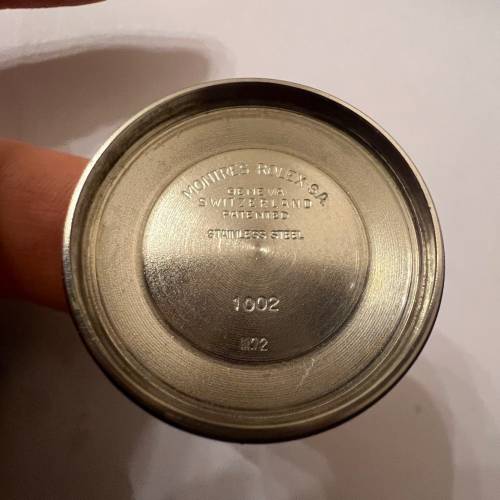 MONTRES ROLEX S.A.
GENEVA
SWITZERLAND
PATENTED
STAINLESS STEEL
1002